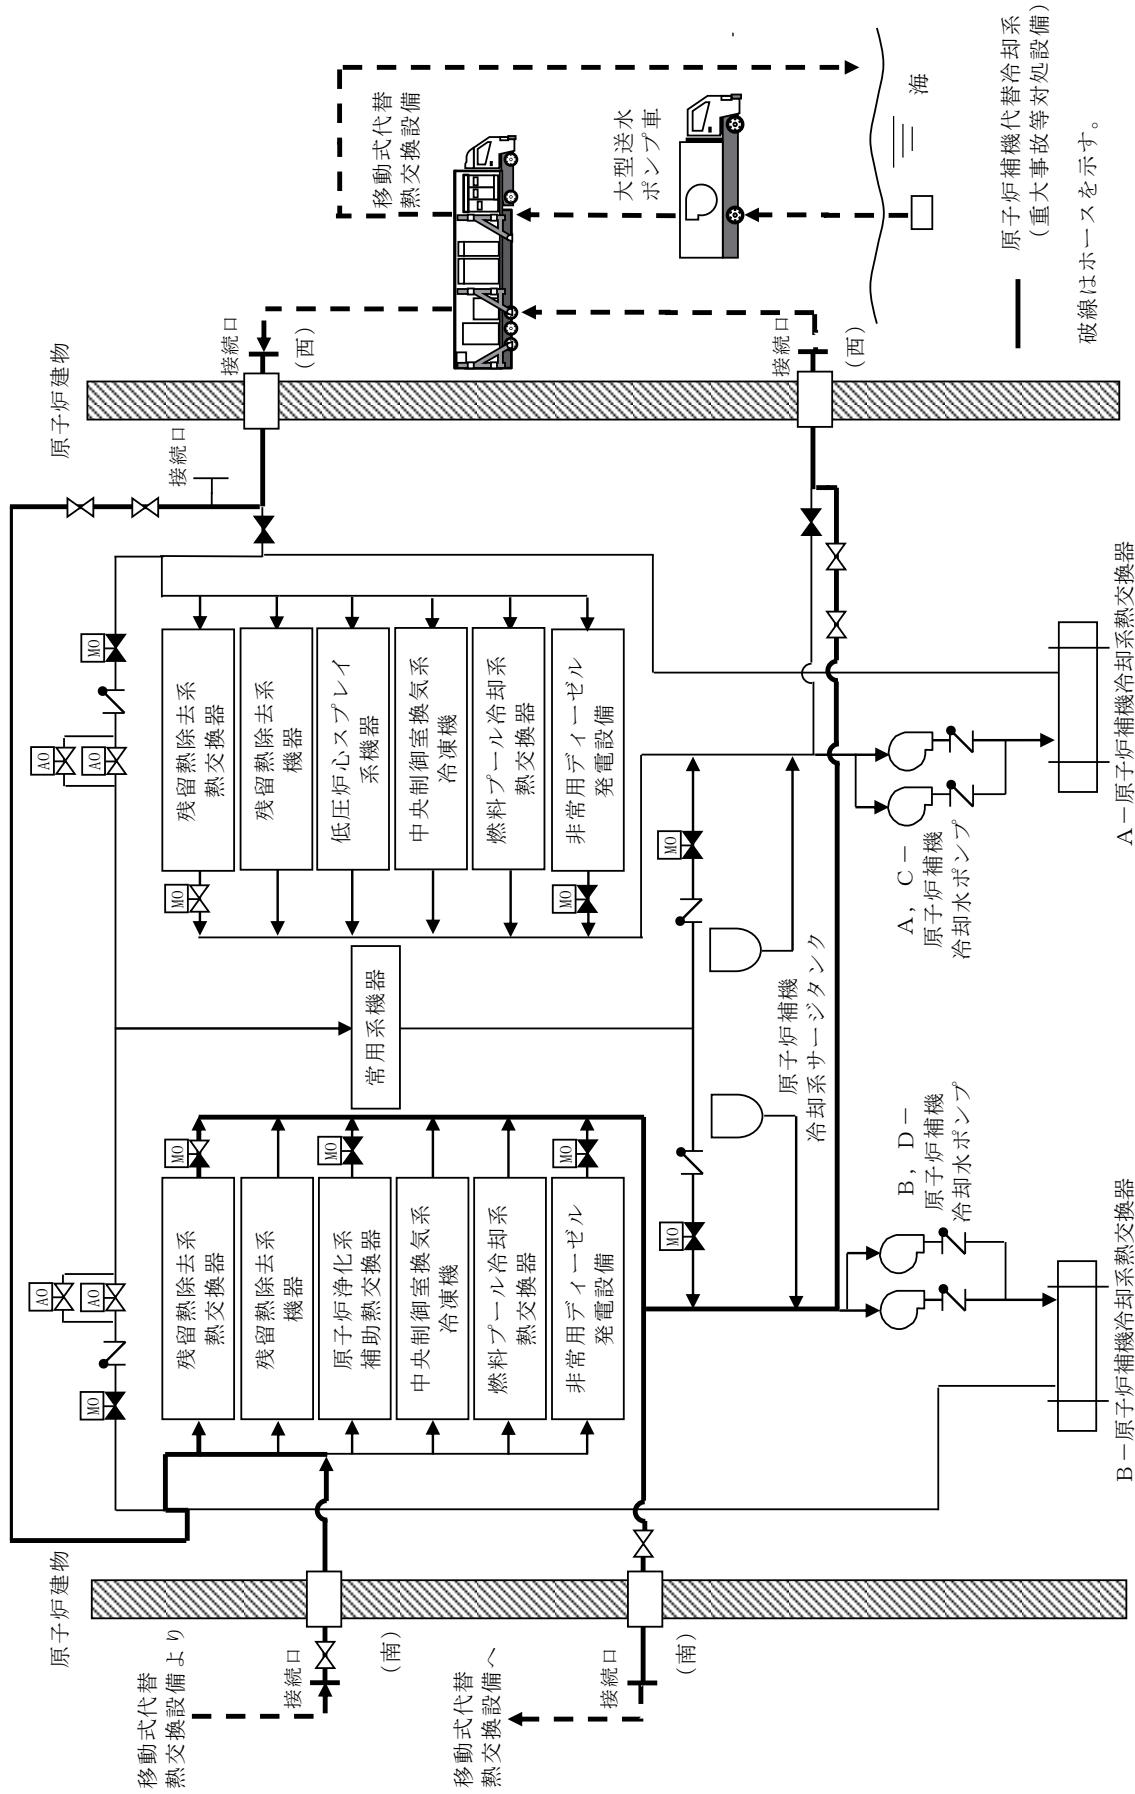 原子炉建物
原子炉建物
移動式代替
熱交換設備より
接続口
(南)
移動式代替
熱交換設備へ
接続口
(南)
MO
AO
AO
残留熱除去系
熱交換器
MO
残留熱除去系
機器
原子炉浄化系
補助熱交換器
MO
中央制御室換気系
冷凍機
燃料プール冷却系
熱交換器
非常用ディーゼル
発電設備
MO
常用系機器
AO
AO
MO
MO
残留熱除去系
熱交換器
残留熱除去系
機器
低圧炉心スプレイ
系機器
中央制御室換気系
冷凍機
燃料プール冷却系
熱交換器
MO
非常用ディーゼル
発電設備
MO
MO
原子炉補機
冷却系サージタンク
B,D-
原子炉補機
冷却水ポンプ
B-原子炉補機冷却系熱交換器
A,C-
原子炉補機
冷却水ポンプ
A-原子炉補機冷却系熱交換器
接続口
接続口
(西)
接続口
(西)
移動式代替
熱交換設備
大型送水
ポンプ車
海
原子炉補機代替冷却系
(重大事故等対処設備)
破線はホースを示す。